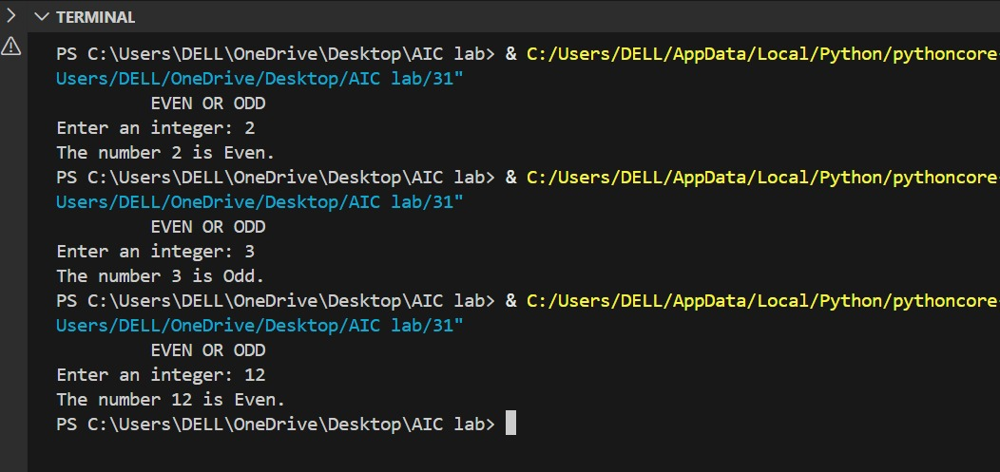 TERMINAL
PS C:\Users\DELL\OneDrive\Desktop\AIC lab> & C:/Users/DELL/AppData/Local/Python/pythoncore-
Users/DELL/OneDrive/Desktop/AIC lab/31"
EVEN OR ODD
Enter an integer: 2
The number 2 is Even.
PS C:\Users\DELL\OneDrive\Desktop\AIC lab> & C:/Users/DELL/AppData/Local/Python/pythoncore-
Users/DELL/OneDrive/Desktop/AIC lab/31"
EVEN OR ODD
Enter an integer: 3
The number 3 is Odd.
PS C:\Users\DELL\OneDrive\Desktop\AIC lab> & C:/Users/DELL/AppData/Local/Python/pythoncore-
Users/DELL/OneDrive/Desktop/AIC lab/31"
EVEN OR ODD
Enter an integer: 12
The number 12 is Even.
PS C:\Users\DELL\OneDrive\Desktop\AIC lab>